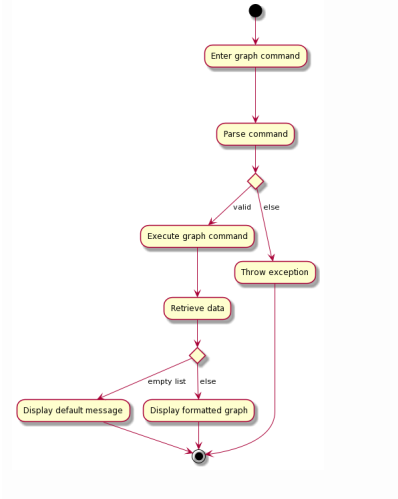 Enter graph command
Parse command
valid
else
Execute graph command
Throw exception
Retrieve data
empty list
else
Display default message
Display formatted graph